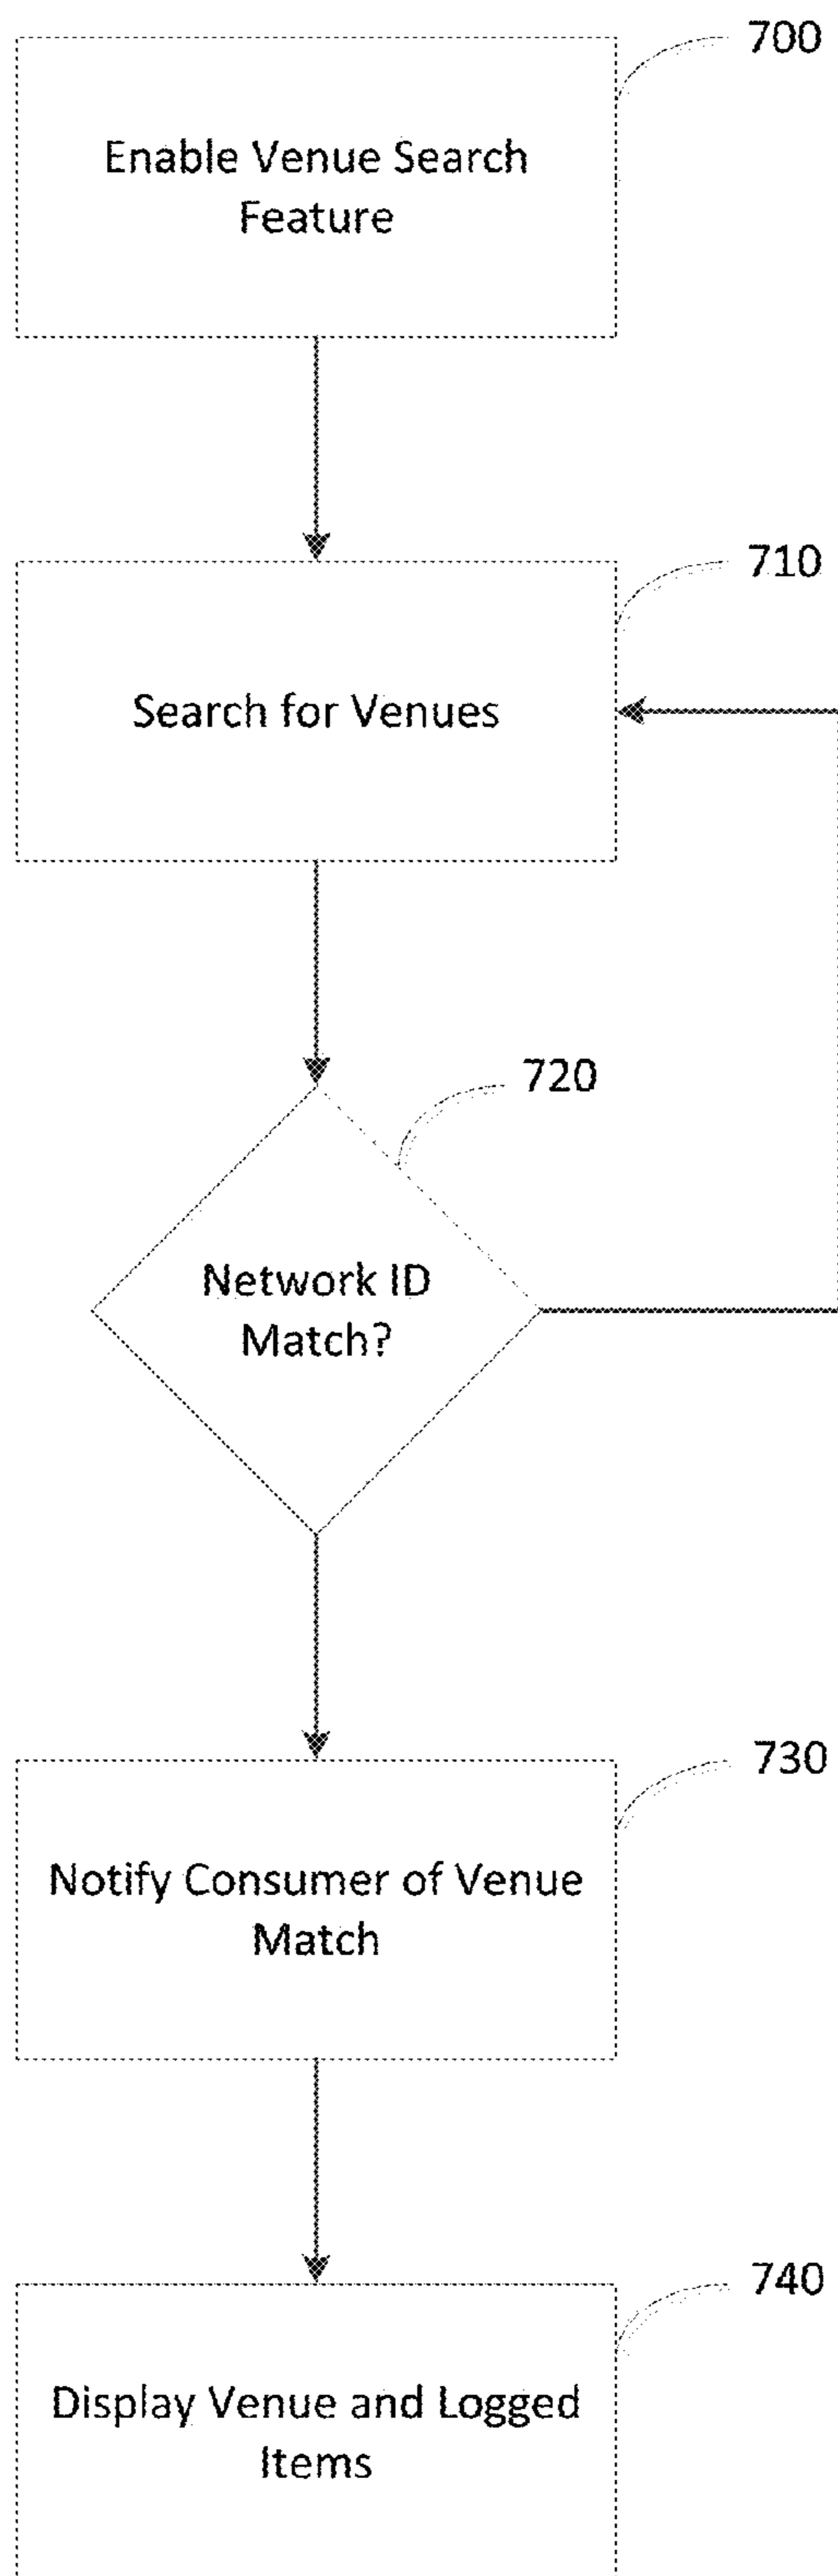 700
Enable Venue Search
Feature
710
Search for Venues
720
Network ID
Match?
730
Notify Consumer of Venue
Match
740
Display Venue and Logged
Items